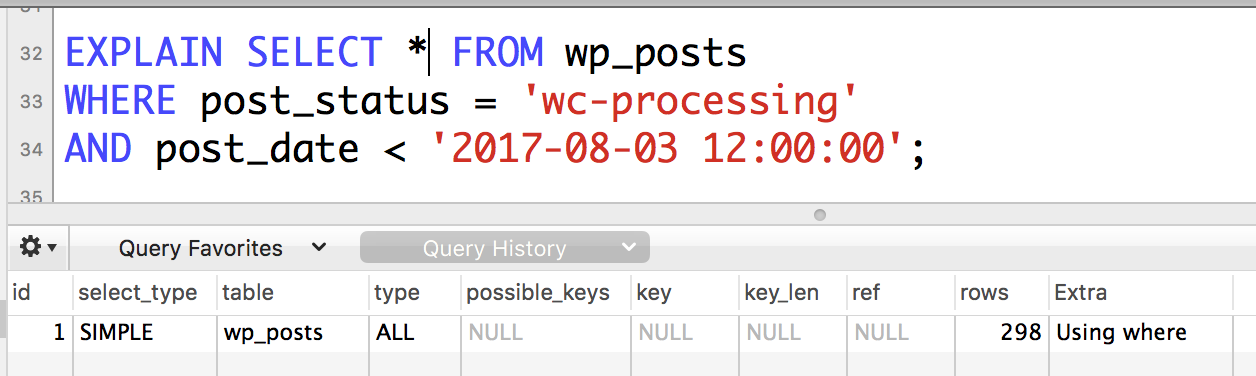 32 EXPLAIN SELECT * FROM wp_posts
33 WHERE post_status = 'wc-processing'
34 AND post_date < '2017-08-03 12:00:00';
35
Query Favorites Query History
id select_type table type possible_keys key key_len ref rows Extra
1 SIMPLE wp_posts ALL NULL NULL NULL NULL 298 Using where